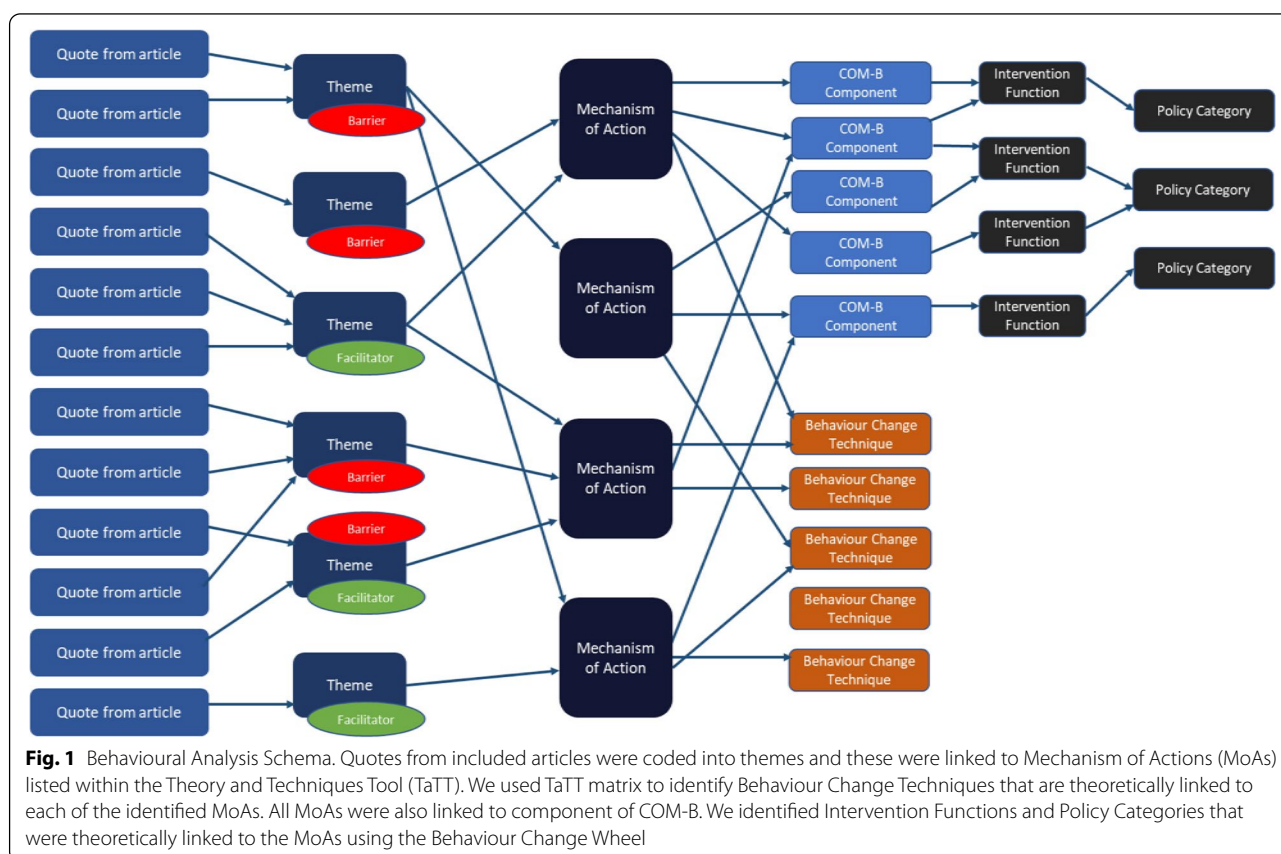 Quote from article
Quote from article
Quote from article
Quote from article
Quote from article
Quote from article
Quote from article
Quote from article
Quote from article
Quote from article
Quote from article
Quote from article
Theme
Barrier
Theme
Barrier
Theme
Facilitator
Theme
Barrier
Barrier
Theme
Facilitator
Theme
Facilitator
Mechanism
of Action
Mechanism
of Action
Mechanism
of Action
Mechanism
of Action
COM-B
Component
COM-B
Component
COM-B
Component
COM-B
Component
COM-B
Component
Behaviour Change
Technique
Behaviour Change
Technique
Behaviour Change
Technique
Behaviour Change
Technique
Behaviour Change
Technique
Intervention
Function
Intervention
Function
Intervention
Function
Intervention
Function
Policy Category
Policy Category
Policy Category
Fig. 1 Behavioural Analysis Schema. Quotes from included articles were coded into themes and these were linked to Mechanism of Actions (MoAs)
listed within the Theory and Techniques Tool (TaTT). We used TaTT matrix to identify Behaviour Change Techniques that are theoretically linked to
each of the identified MoAs. All MoAs were also linked to component of COM-B. We identified Intervention Functions and Policy Categories that
were theoretically linked to the MoAs using the Behaviour Change Wheel